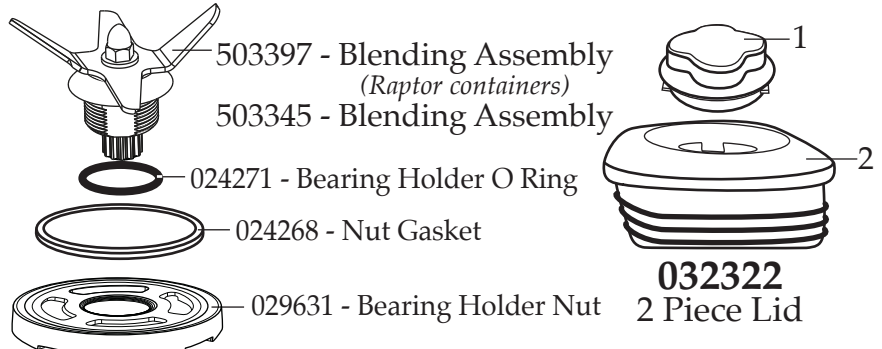 503397 - Blending Assembly
(Raptor containers)
503345 - Blending Assembly
024271 - Bearing Holder O Ring
024268 - Nut Gasket
029631 - Bearing Holder Nut
1
2
032322
2 Piece Lid